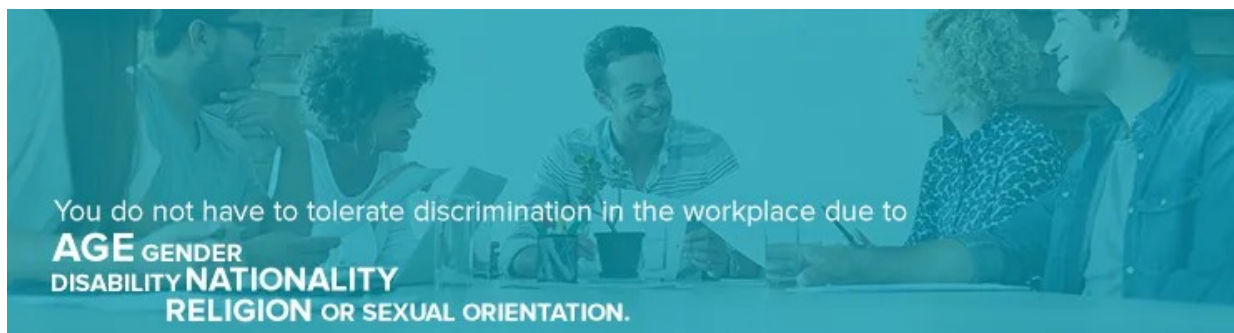 You do not have to tolerate discrimination in the workplace due to
AGE GENDER
DISABILITY NATIONALITY
RELIGION OR SEXUAL ORIENTATION.